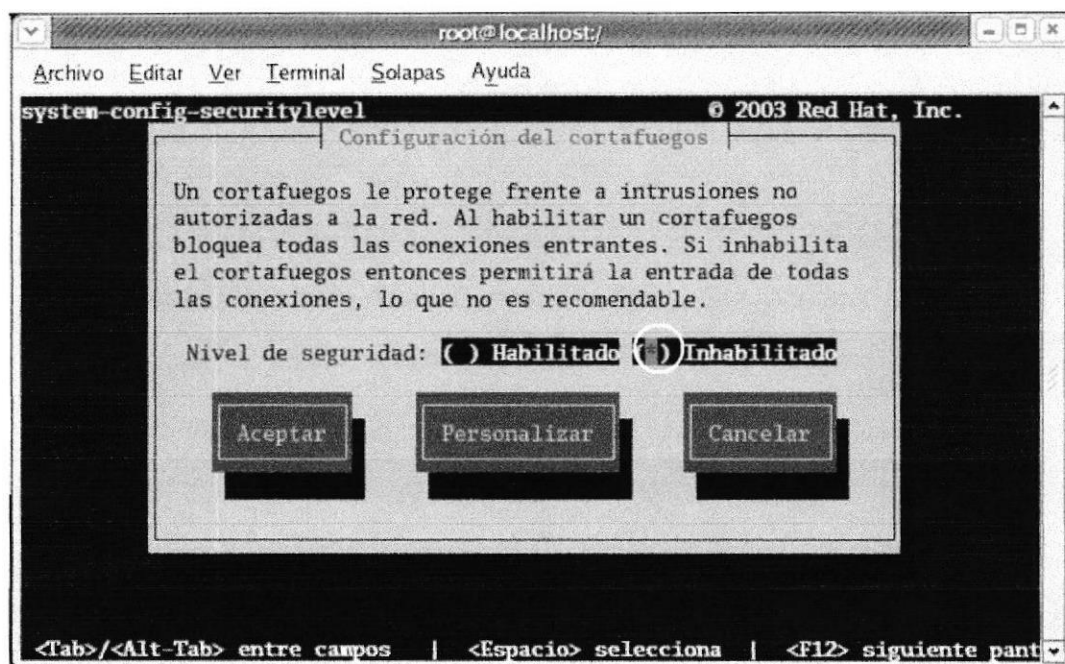 root@localhost:/
Archivo Editar Ver Terminal Solapas Ayuda
system-config-securitylevel © 2003 Red Hat, Inc.
Configuración del cortafuegos
Un cortafuegos le protege frente a intrusiones no
autorizadas a la red. Al habilitar un cortafuegos
bloquea todas las conexiones entrantes. Si inhabilita
el cortafuegos entonces permitirá la entrada de todas
las conexiones, lo que no es recomendable.
Nivel de seguridad: ( ) Habilitado (*) Inhabilitado
Aceptar Personalizar Cancelar
<Tab>/<Alt-Tab> entre campos | <Espacio> selecciona | <F12> siguiente pant